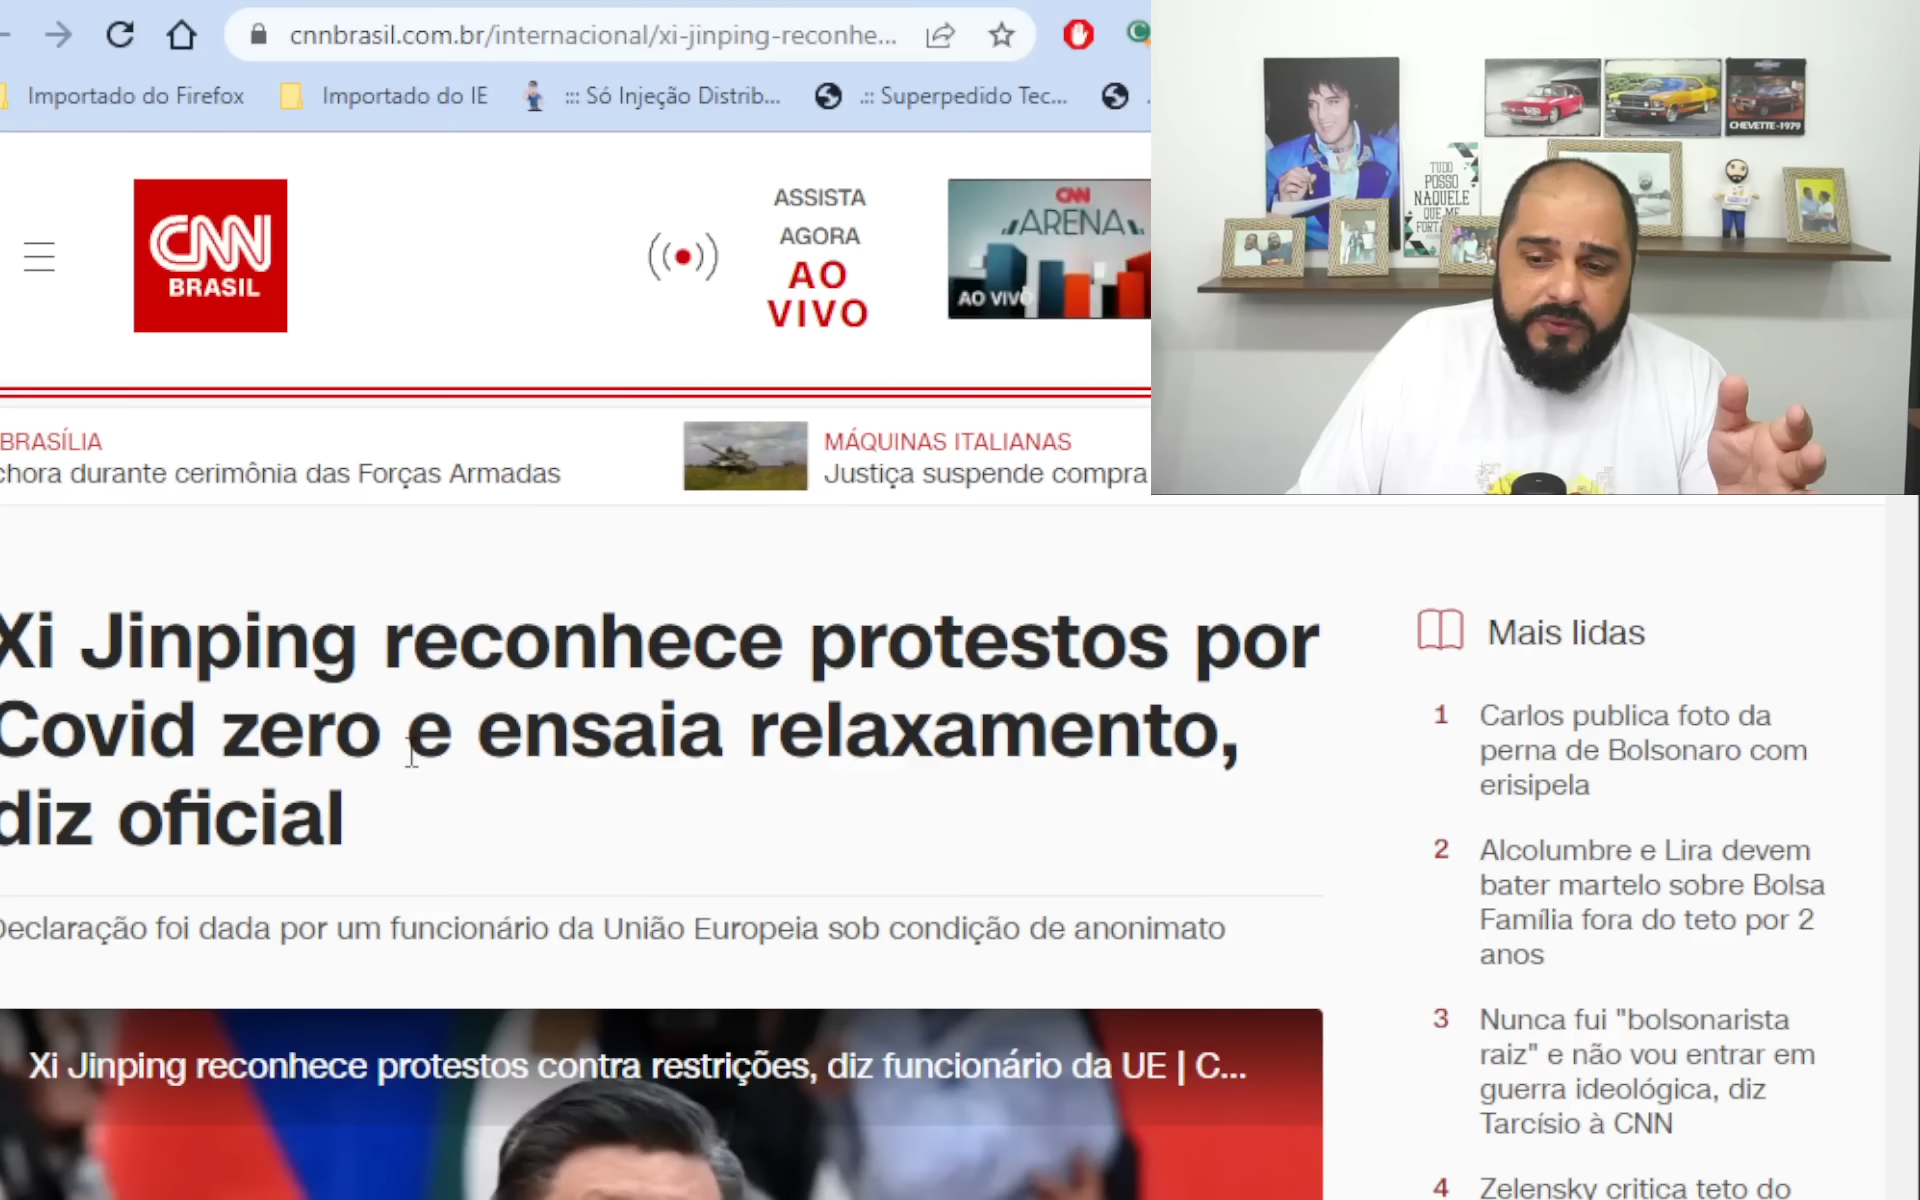 cnnbrasil.com.br/internacional/xi-jinping-reconhe...
Importado do Firefox
Importado do IE
::: Só Injeção Distrib...
.:: Superpedido Tec...
CNN
BRASIL
ASSISTA
AGORA
AO
VIVO
CNN
ARENA
AO VIVO
CHEVETTE-1979
TUDO
POSSO
NAQUELE
QUE ME
BRASÍLIA
chora durante cerimônia das Forças Armadas
MÁQUINAS ITALIANAS
Justiça suspende compra
Xi Jinping reconhece protestos por
Covid zero e ensaia relaxamento,
diz oficial
Declaração foi dada por um funcionário da União Europeia sob condição de anonimato
Xi Jinping reconhece protestos contra restrições, diz funcionário da UE | C...
Mais lidas
1 Carlos publica foto da
perna de Bolsonaro com
erisipela
2 Alcolumbre e Lira devem
bater martelo sobre Bolsa
Família fora do teto por 2
anos
3 Nunca fui "bolsonarista
raiz" e não vou entrar em
guerra ideológica, diz
Tarcísio à CNN
4 Zelensky critica teto do